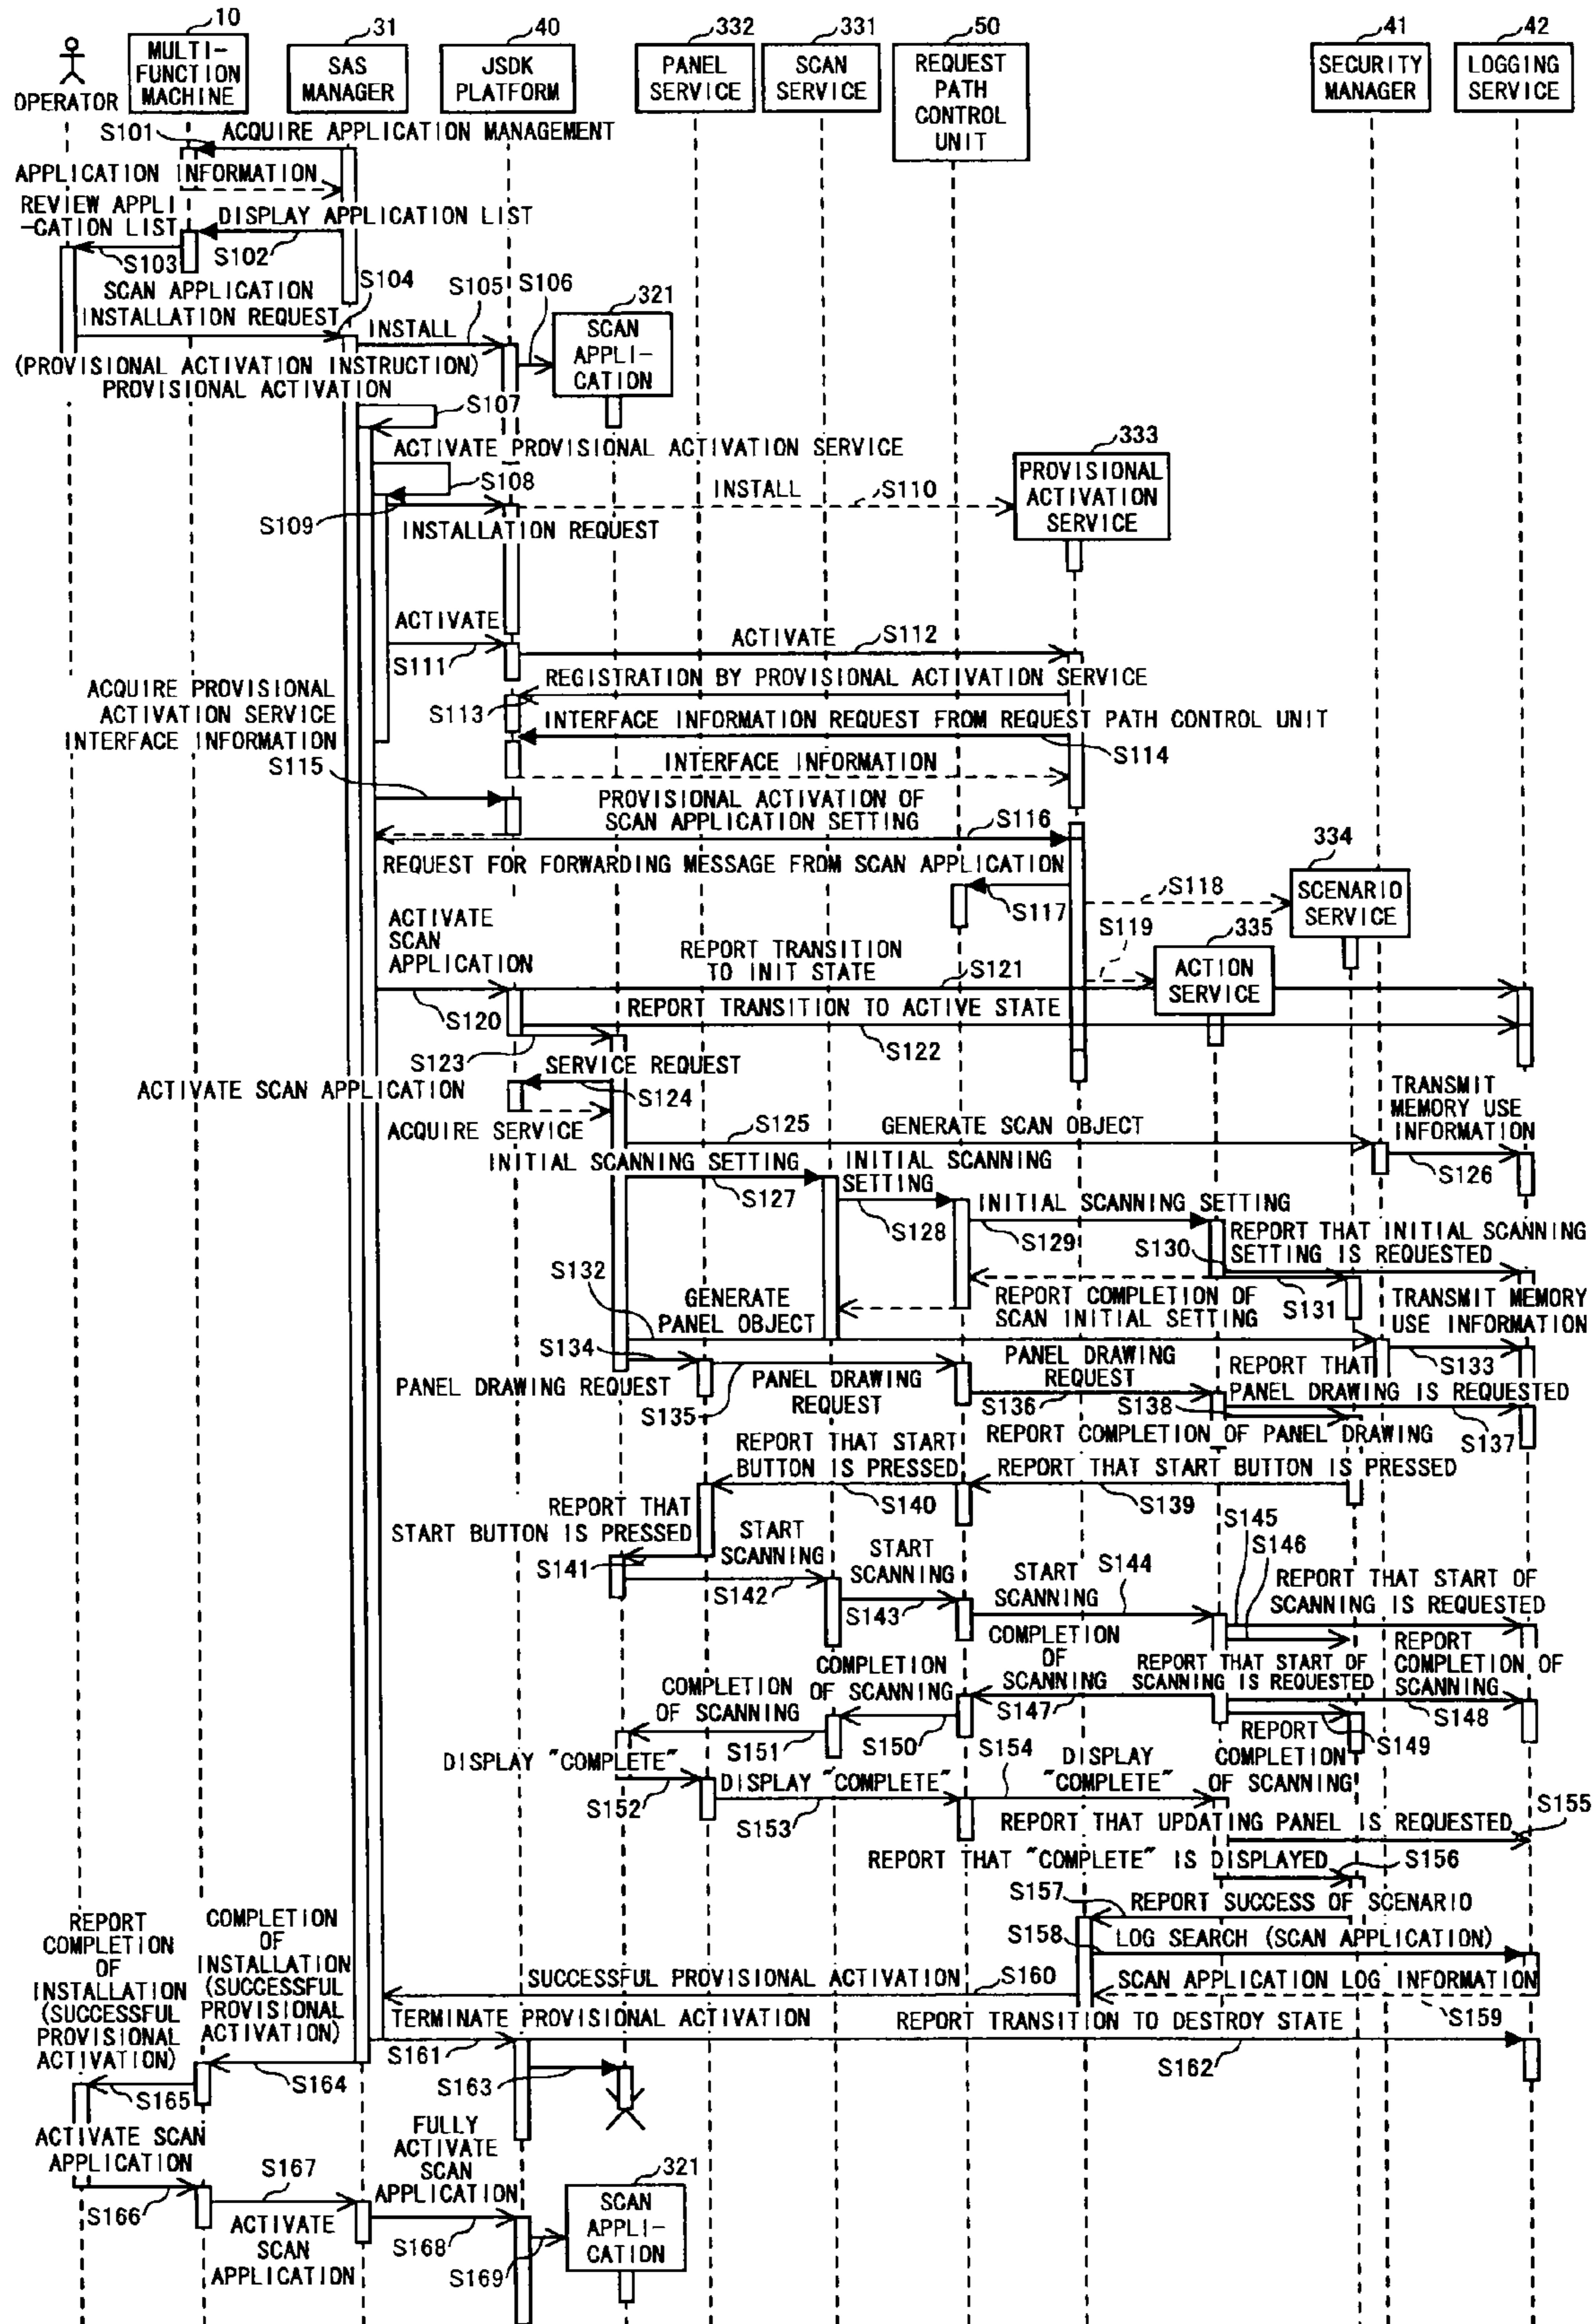 10
31
40
332
331
50
41
42
OPERATOR
MULTI-
FUNCTION
MACHINE
SAS
MANAGER
JSDK
PLATFORM
PANEL
SERVICE
SCAN
SERVICE
REQUEST
PATH
CONTROL
UNIT
SECURITY
MANAGER
LOGGING
SERVICE
S101
ACQUIRE APPLICATION MANAGEMENT
APPLICATION INFORMATION
REVIEW APPLI
-CATION LIST
DISPLAY APPLICATION LIST
S103
S102
S104
SCAN APPLICATION
INSTALLATION REQUEST
S105
S106
321
INSTALL
SCAN
APPLI-
CATION
(PROVISIONAL ACTIVATION INSTRUCTION)
PROVISIONAL ACTIVATION
S107
ACTIVATE PROVISIONAL ACTIVATION SERVICE
333
S108
PROVISIONAL
ACTIVATION
SERVICE
INSTALL
S110
S109
INSTALLATION REQUEST
ACTIVATE
S111
ACTIVATE
S112
REGISTRATION BY PROVISIONAL ACTIVATION SERVICE
ACQUIRE PROVISIONAL
ACTIVATION SERVICE
INTERFACE INFORMATION
S113
INTERFACE INFORMATION REQUEST FROM REQUEST PATH CONTROL UNIT
S114
S115
INTERFACE INFORMATION
PROVISIONAL ACTIVATION OF
SCAN APPLICATION SETTING
S116
334
REQUEST FOR FORWARDING MESSAGE FROM SCAN APPLICATION
S117
S118
SCENARIO
SERVICE
ACTIVATE
SCAN
APPLICATION
S119
335
REPORT TRANSITION
TO INIT STATE
S121
ACTION
SERVICE
S120
REPORT TRANSITION TO ACTIVE STATE
S122
S123
SERVICE REQUEST
ACTIVATE SCAN APPLICATION
S124
ACQUIRE SERVICE
TRANSMIT
MEMORY USE
INFORMATION
S125
GENERATE SCAN OBJECT
S126
INITIAL SCANNING SETTING
S127
INITIAL SCANNING
SETTING
S128
INITIAL SCANNING SETTING
S129
S130
REPORT THAT INITIAL SCANNING
SETTING IS REQUESTED
S131
S132
GENERATE
PANEL OBJECT
REPORT COMPLETION OF
SCAN INITIAL SETTING
TRANSMIT MEMORY
USE INFORMATION
S133
S134
PANEL DRAWING REQUEST
PANEL DRAWING
REQUEST
S135
PANEL DRAWING
REQUEST
S136
REPORT THAT
PANEL DRAWING IS REQUESTED
S138
S137
REPORT COMPLETION OF PANEL DRAWING
REPORT THAT START
BUTTON IS PRESSED
REPORT THAT START BUTTON IS PRESSED
S140
S139
REPORT THAT
START BUTTON IS PRESSED
S141
START
SCANNING
S142
START
SCANNING
S143
START
SCANNING
S144
S145
S146
REPORT THAT START OF
SCANNING IS REQUESTED
COMPLETION
OF
SCANNING
REPORT THAT START OF
SCANNING IS REQUESTED
REPORT
COMPLETION OF
SCANNING
COMPLETION
OF SCANNING
COMPLETION
OF SCANNING
S147
S148
S151
S150
S149
REPORT
COMPLETION
OF SCANNING
S154
DISPLAY "COMPLETE"
S152
DISPLAY "COMPLETE"
S153
DISPLAY
"COMPLETE"
S155
REPORT THAT UPDATING PANEL IS REQUESTED
REPORT THAT "COMPLETE" IS DISPLAYED
S156
S157
REPORT SUCCESS OF SCENARIO
S158
LOG SEARCH (SCAN APPLICATION)
REPORT
COMPLETION
OF
INSTALLATION
(SUCCESSFUL
PROVISIONAL
ACTIVATION)
COMPLETION
OF
INSTALLATION
(SUCCESSFUL
PROVISIONAL
ACTIVATION)
SUCCESSFUL PROVISIONAL ACTIVATION
S160
SCAN APPLICATION LOG INFORMATION
S159
TERMINATE PROVISIONAL ACTIVATION
REPORT TRANSITION TO DESTROY STATE
S161
S162
S163
S164
S165
ACTIVATE SCAN
APPLICATION
S166
S167
ACTIVATE
SCAN
APPLICATION
FULLY
ACTIVATE
SCAN
APPLICATION
S168
S169
321
SCAN
APPLI-
CATION